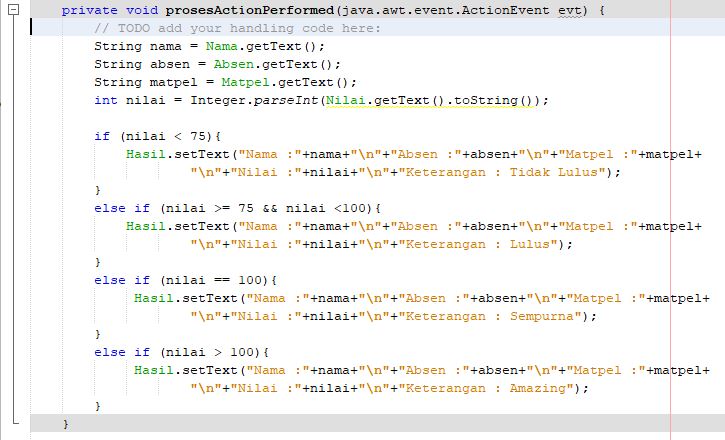 private void prosesActionPerformed(java.awt.event.ActionEvent evt) {
// TODO add your handling code here:
String nama = Nama.getText();
String absen = Absen.getText();
String matpel = Matpel.getText();
int nilai = Integer.parseInt(Nilai.getText().toString());
if (nilai < 75){
Hasil.setText("Nama :"+nama+"\n"+"Absen :"+absen+"\n"+"Matpel :"+matpel+
"\n"+"Nilai :"+nilai+"\n"+"Keterangan : Tidak Lulus");
}
else if (nilai >= 75 && nilai <100){
Hasil.setText("Nama :"+nama+"\n"+"Absen :"+absen+"\n"+"Matpel :"+matpel+
"\n"+"Nilai :"+nilai+"\n"+"Keterangan : Lulus");
}
else if (nilai == 100){
Hasil.setText("Nama :"+nama+"\n"+"Absen :"+absen+"\n"+"Matpel :"+matpel+
"\n"+"Nilai :"+nilai+"\n"+"Keterangan : Sempurna");
}
else if (nilai > 100){
Hasil.setText("Nama :"+nama+"\n"+"Absen :"+absen+"\n"+"Matpel :"+matpel+
"\n"+"Nilai :"+nilai+"\n"+"Keterangan : Amazing");
}
}